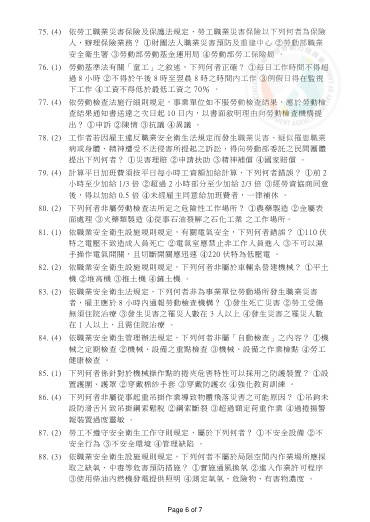 75. (4) 依勞工職業災害保險及保護法規定，勞工職業災害保險以下列何者為保險
人，辦理保險業務？ ①財團法人職業災害預防及重建中心 ②勞動部職業
安全衛生署 ③勞動部勞動基金運用局 ④勞動部勞工保險局 。
76. (1) 勞動基準法有關「童工」之敘述，下列何者正確？ ①每日工作時間不得超
過 8 小時 ②不得於午後 8 時至翌晨 8 時之時間內工作 ③例假日得在監視
下工作 ④工資不得低於最低工資之 70% 。
77. (4) 依勞動檢查法施行細則規定，事業單位如不服勞動檢查結果，應於勞動檢
查結果通知書送達之次日起 10 日內，以書面敘明理由向勞動檢查機構提
出？ ①申訴 ②陳情 ③抗議 ④異議 。
78. (2) 工作者若因雇主違反職業安全衛生法規定而發生職業災害、疑似罹患職業
病或身體、精神遭受不法侵害所提起之訴訟，得向勞動部委託之民間團體
提出下列何者？ ①災害理賠 ②申請扶助 ③精神補償 ④國家賠償 。
79. (4) 計算平日加班費須按平日每小時工資額加給計算，下列何者錯誤？ ①前 2
小時至少加給 1/3 倍 ②超過 2 小時部分至少加給 2/3 倍 ③經勞資協商同意
後，得以加給 0.5 倍 ④未經雇主同意給加班費者，一律補休 。
80. (2) 下列何者非屬勞動檢查法所定之危險性工作場所？ ①農藥製造 ②金屬表
面處理 ③火藥類製造 ④從事石油裂解之石化工業 之工作場所。
81. (1) 依職業安全衛生設施規則規定，有關電氣安全，下列何者錯誤？ ①110 伏
特之電壓不致造成人員死亡 ②電氣室應禁止非工作人員進入 ③不可以濕
手操作電氣開關，且切斷開關應迅速 ④220 伏特為低壓電 。
82. (2) 依職業安全衛生設施規則規定，下列何者非屬於車輛系營建機械？ ①平土
機 ②堆高機 ③推土機 ④鏟土機 。
83. (2) 依職業安全衛生法規定，下列何者非為事業單位勞動場所發生職業災害
者，雇主應於 8 小時內通報勞動檢查機構？ ①發生死亡災害 ②勞工受傷
無須住院治療 ③發生災害之罹災人數在 3 人以上 ④發生災害之罹災人數
在 1 人以上，且需住院治療 。
84. (4) 依職業安全衛生管理辦法規定，下列何者非屬「自動檢查」之內容？ ①機
械之定期檢查 ②機械、設備之重點檢查 ③機械、設備之作業檢點 ④勞工
健康檢查 。
85. (1) 下列何者係針對於機械操作點的捲夾危害特性可以採用之防護裝置？ ①設
置護圍、護罩 ②穿戴棉紗手套 ③穿戴防護衣 ④強化教育訓練 。
86. (4) 下列何者非屬從事起重吊掛作業導致物體飛落災害之可能原因？ ①吊鉤未
設防滑舌片致吊掛鋼索鬆脫 ②鋼索斷裂 ③超過額定荷重作業 ④過捲揚警
報裝置過度靈敏 。
87. (2) 勞工不遵守安全衛生工作守則規定，屬於下列何者？ ①不安全設備 ②不
安全行為 ③不安全環境 ④管理缺陷 。
88. (3) 依職業安全衛生設施規則規定，下列何者不屬於局限空間內作業場所應採
取之缺氧、中毒等危害預防措施？ ①實施通風換氣 ②進入作業許可程序
③使用柴油內燃機發電提供照明 ④測定氧氣、危險物、有害物濃度 。
Page 6 of 7